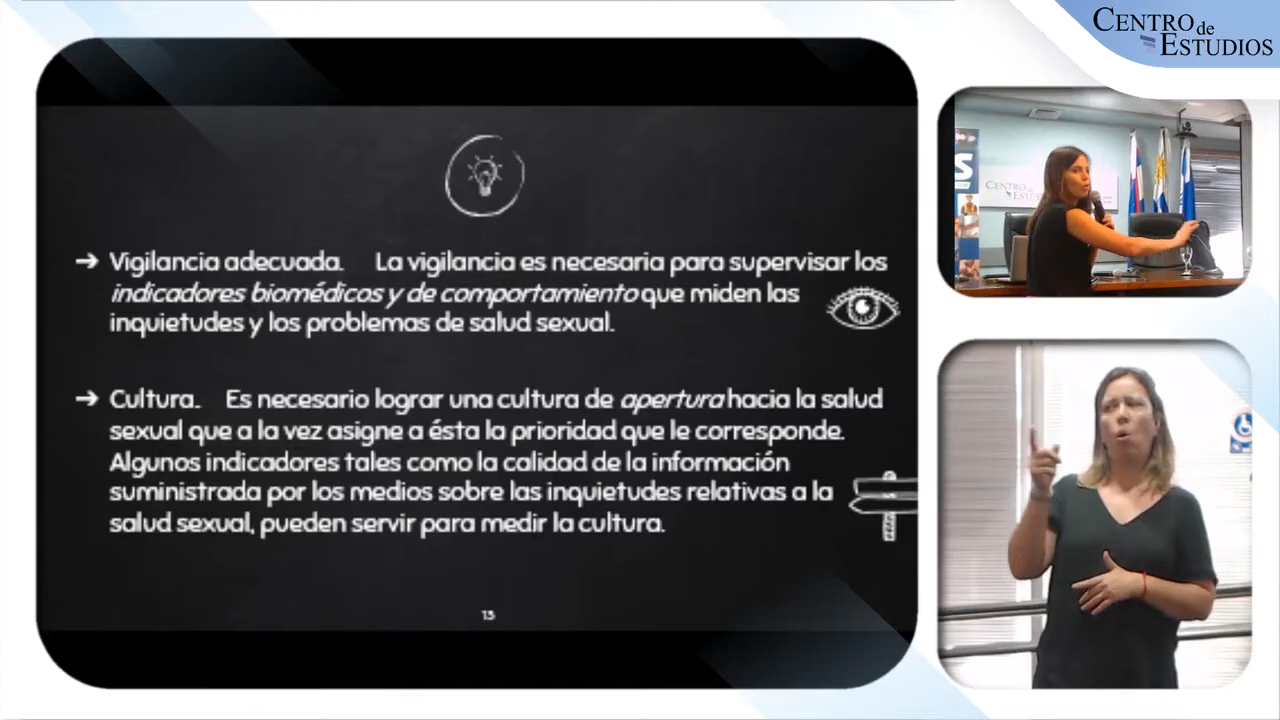 CENTRO de
ESTUDIOS
➔ Vigilancia adecuada. La vigilancia es necesaria para supervisar los
indicadores biomédicos y de comportamiento que miden las
inquietudes y los problemas de salud sexual.
➔ Cultura. Es necesario lograr una cultura de apertura hacia la salud
sexual que a la vez asigne a ésta la prioridad que le corresponde.
Algunos indicadores tales como la calidad de la información
suministrada por los medios sobre las inquietudes relativas a la
salud sexual, pueden servir para medir la cultura.
13
S
CENTRO